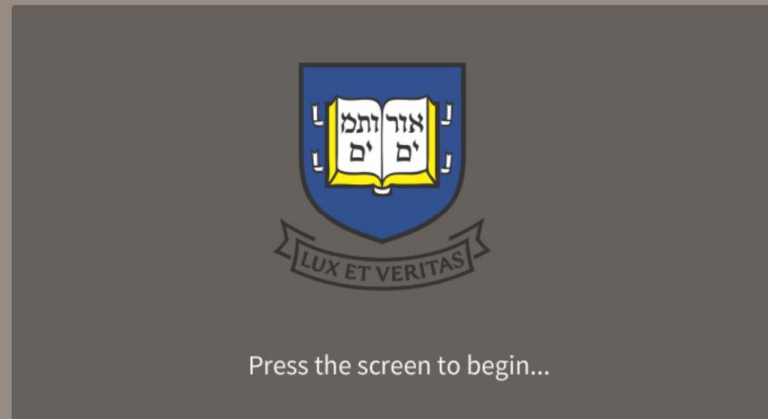 אור ותמ
ים ים
LUX ET VERITAS
Press the screen to begin...